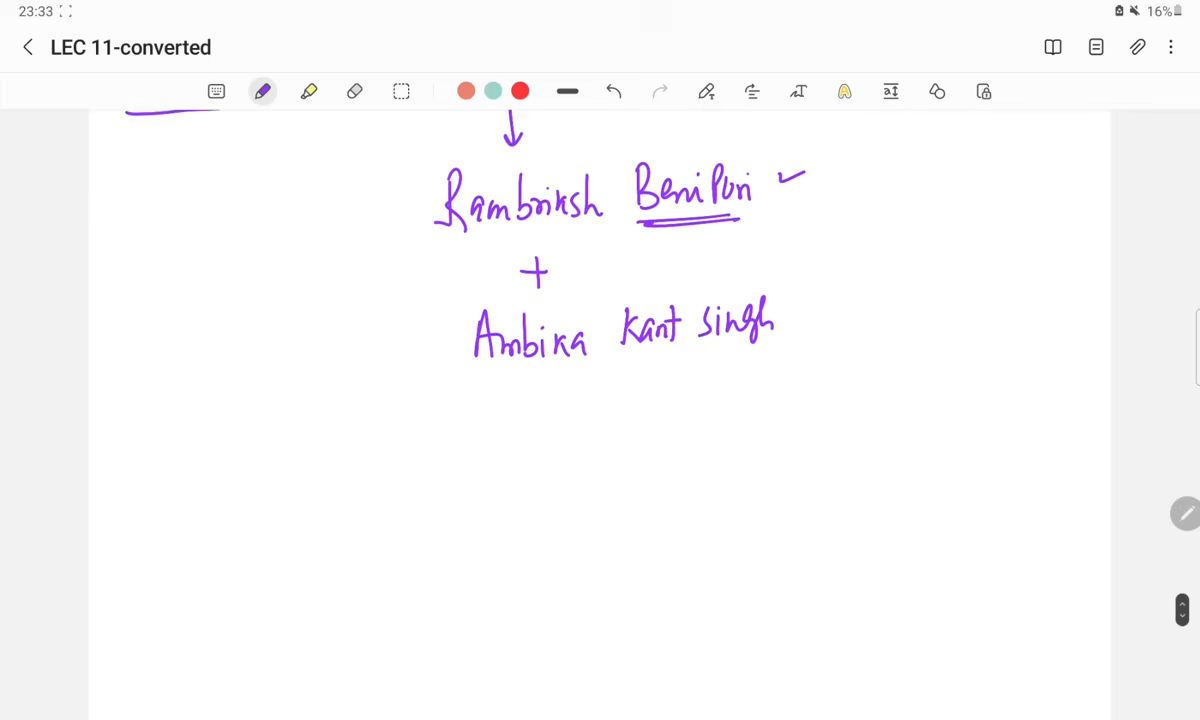 23:33 16%
LEC 11-converted
Rambriksh BeniPuri
+
Ambika Kant Singh